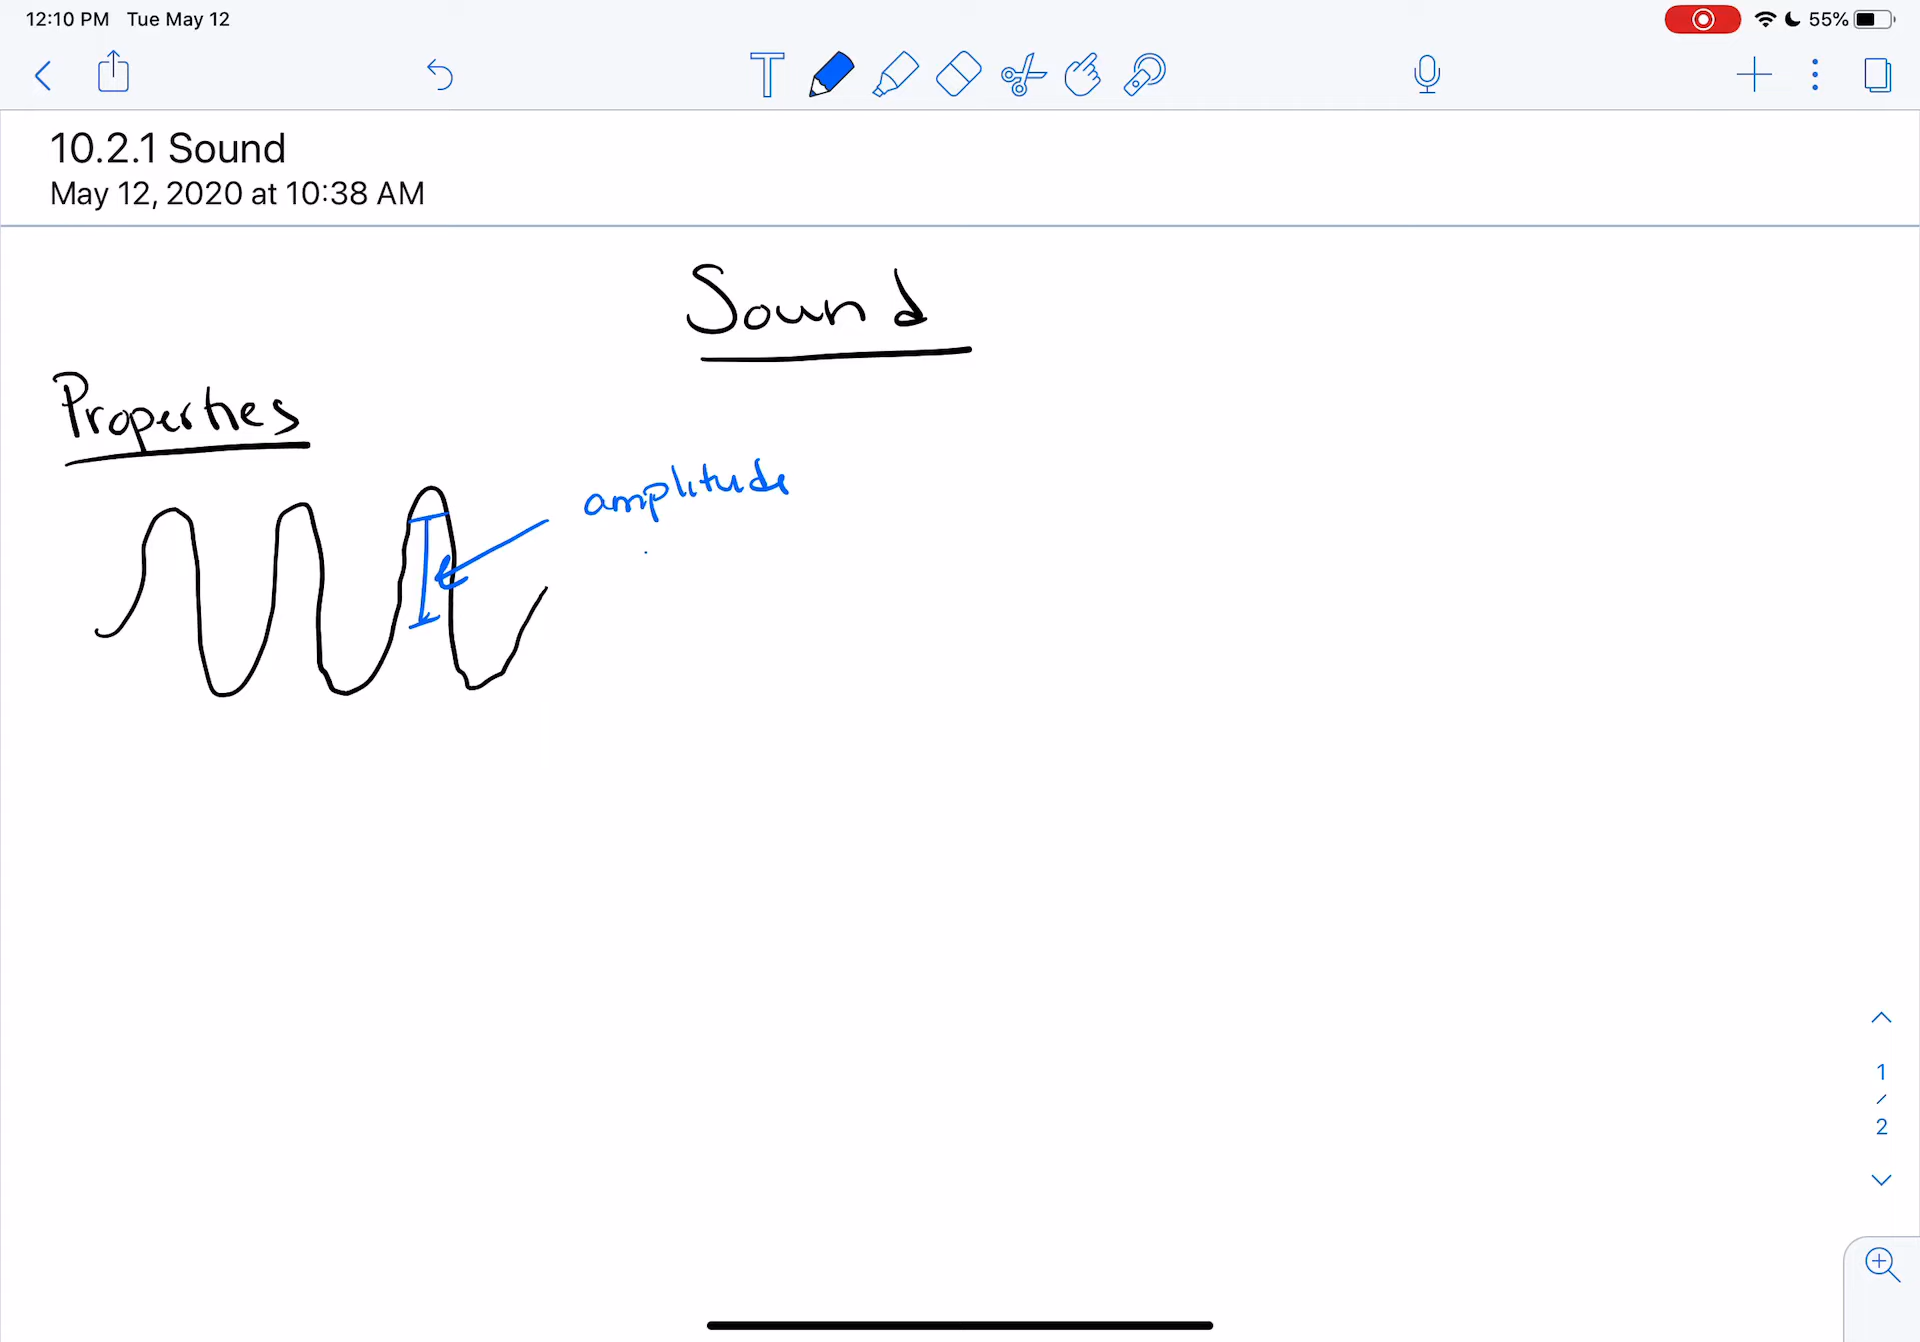 12:10 PM Tue May 12
55%
T
10.2.1 Sound
May 12, 2020 at 10:38 AM
Sound
Properties
amplitude
1
/
2